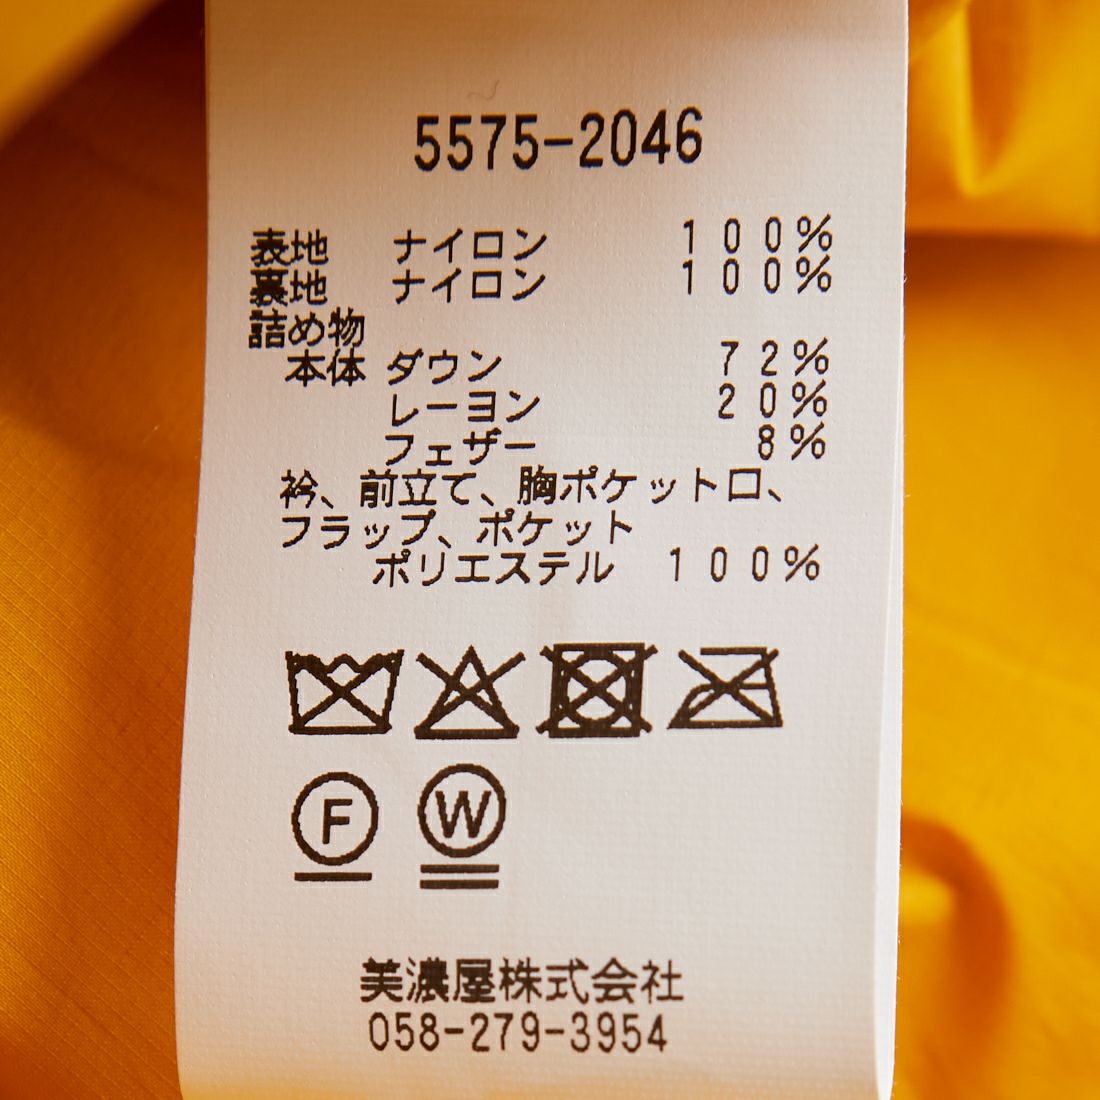 5575-2046
表地 ナイロン 100%
裏地 ナイロン 100%
詰め物
本体 ダウン 72%
レーヨン 20%
フェザー 8%
衿、前立て、胸ポケット口、
フラップ、ポケット
ポリエステル 100%
F W
美濃屋株式会社
058-279-3954